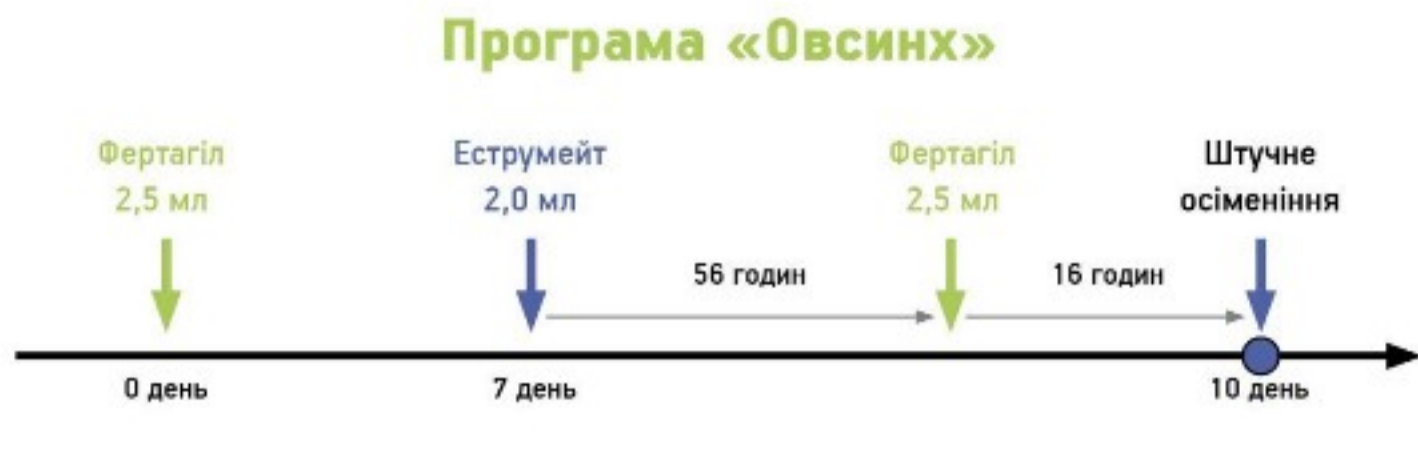 Програма «Овсинх»
Фертагіл
2,5 мл
Еструмейт
2,0 мл
Фертагіл
2,5 мл
Штучне
осіменіння
56 годин
16 годин
0 день
7 день
10 день